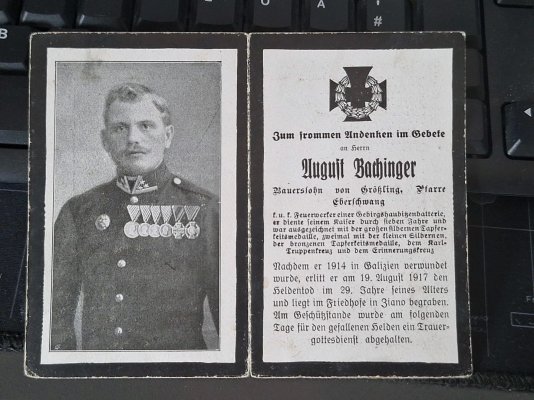 Zum frommen Andenken im Gebete
an Herrn
August Bachinger
Bauerssohn von Größling, Pfarre
Eberschwang
k. u. k. Feuerwerker einer Gebirgshaubitzenbatterie,
er diente seinem Kaiser durch sieben Jahre und
war ausgezeichnet mit der großen silbernen Tapfer-
keitsmedaille, zweimal mit der kleinen Silbernen,
der bronzenen Tapferkeitsmedaille, dem Karl-
Truppenkreuz und dem Erinnerungskreuz
Nachdem er 1914 in Galizien verwundet
wurde, erlitt er am 19. August 1917 den
Heldentod im 29. Jahre seines Alters
und liegt im Friedhofe in Ziano begraben.
Am Geschützstande wurde am folgenden
Tage für den gefallenen Helden ein Trauer-
gottesdienst abgehalten.